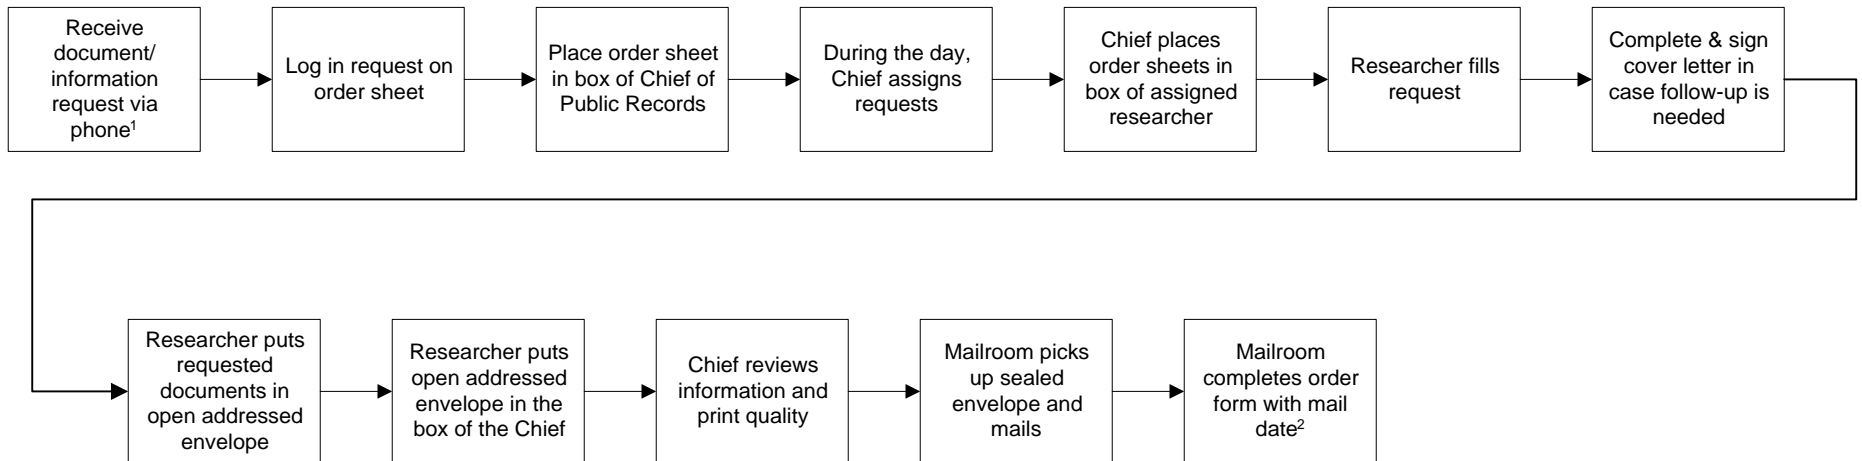 Receive
document/
information
request via
phone¹
Log in request on
order sheet
Place order sheet
in box of Chief of
Public Records
During the day,
Chief assigns
requests
Chief places
order sheets in
box of assigned
researcher
Researcher fills
request
Complete & sign
cover letter in
case follow-up is
needed
Researcher puts
requested
documents in
open addressed
envelope
Researcher puts
open addressed
envelope in the
box of the Chief
Chief reviews
information and
print quality
Mailroom picks
up sealed
envelope and
mails
Mailroom
completes order
form with mail
date²